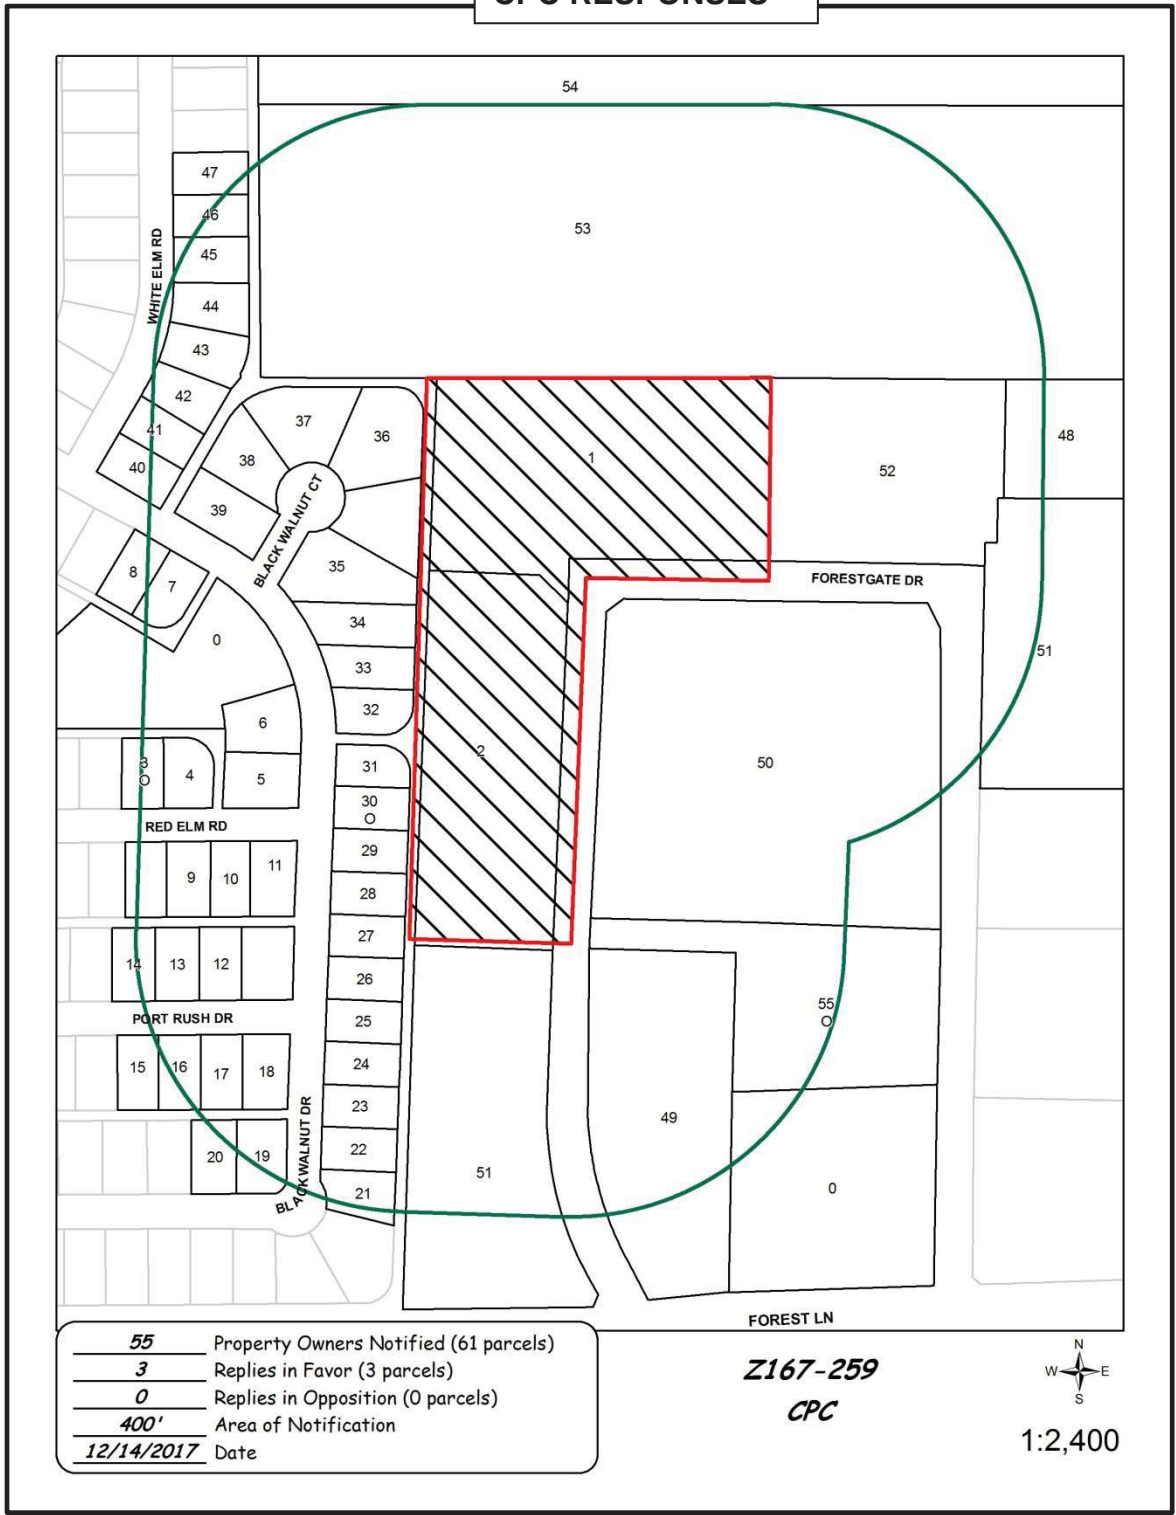 CPC RESPONSES
54
47
53
46
WHITE ELM RD
45
44
43
42
41
40
37
36
38
39
BLACK WALNUT CT
1
52
48
8
7
35
FORESTGATE DR
0
34
33
32
51
6
2
50
3
O
4
5
31
30
O
RED ELM RD
29
9
10
11
28
27
14
13
12
26
55
O
25
PORT RUSH DR
24
15
16
17
18
23
49
22
20
19
21
BLACKWALNUT DR
51
0
FOREST LN
55 Property Owners Notified (61 parcels)
3 Replies in Favor (3 parcels)
0 Replies in Opposition (0 parcels)
400' Area of Notification
12/14/2017 Date
Z167-259
CPC
N
W E
S
1:2,400